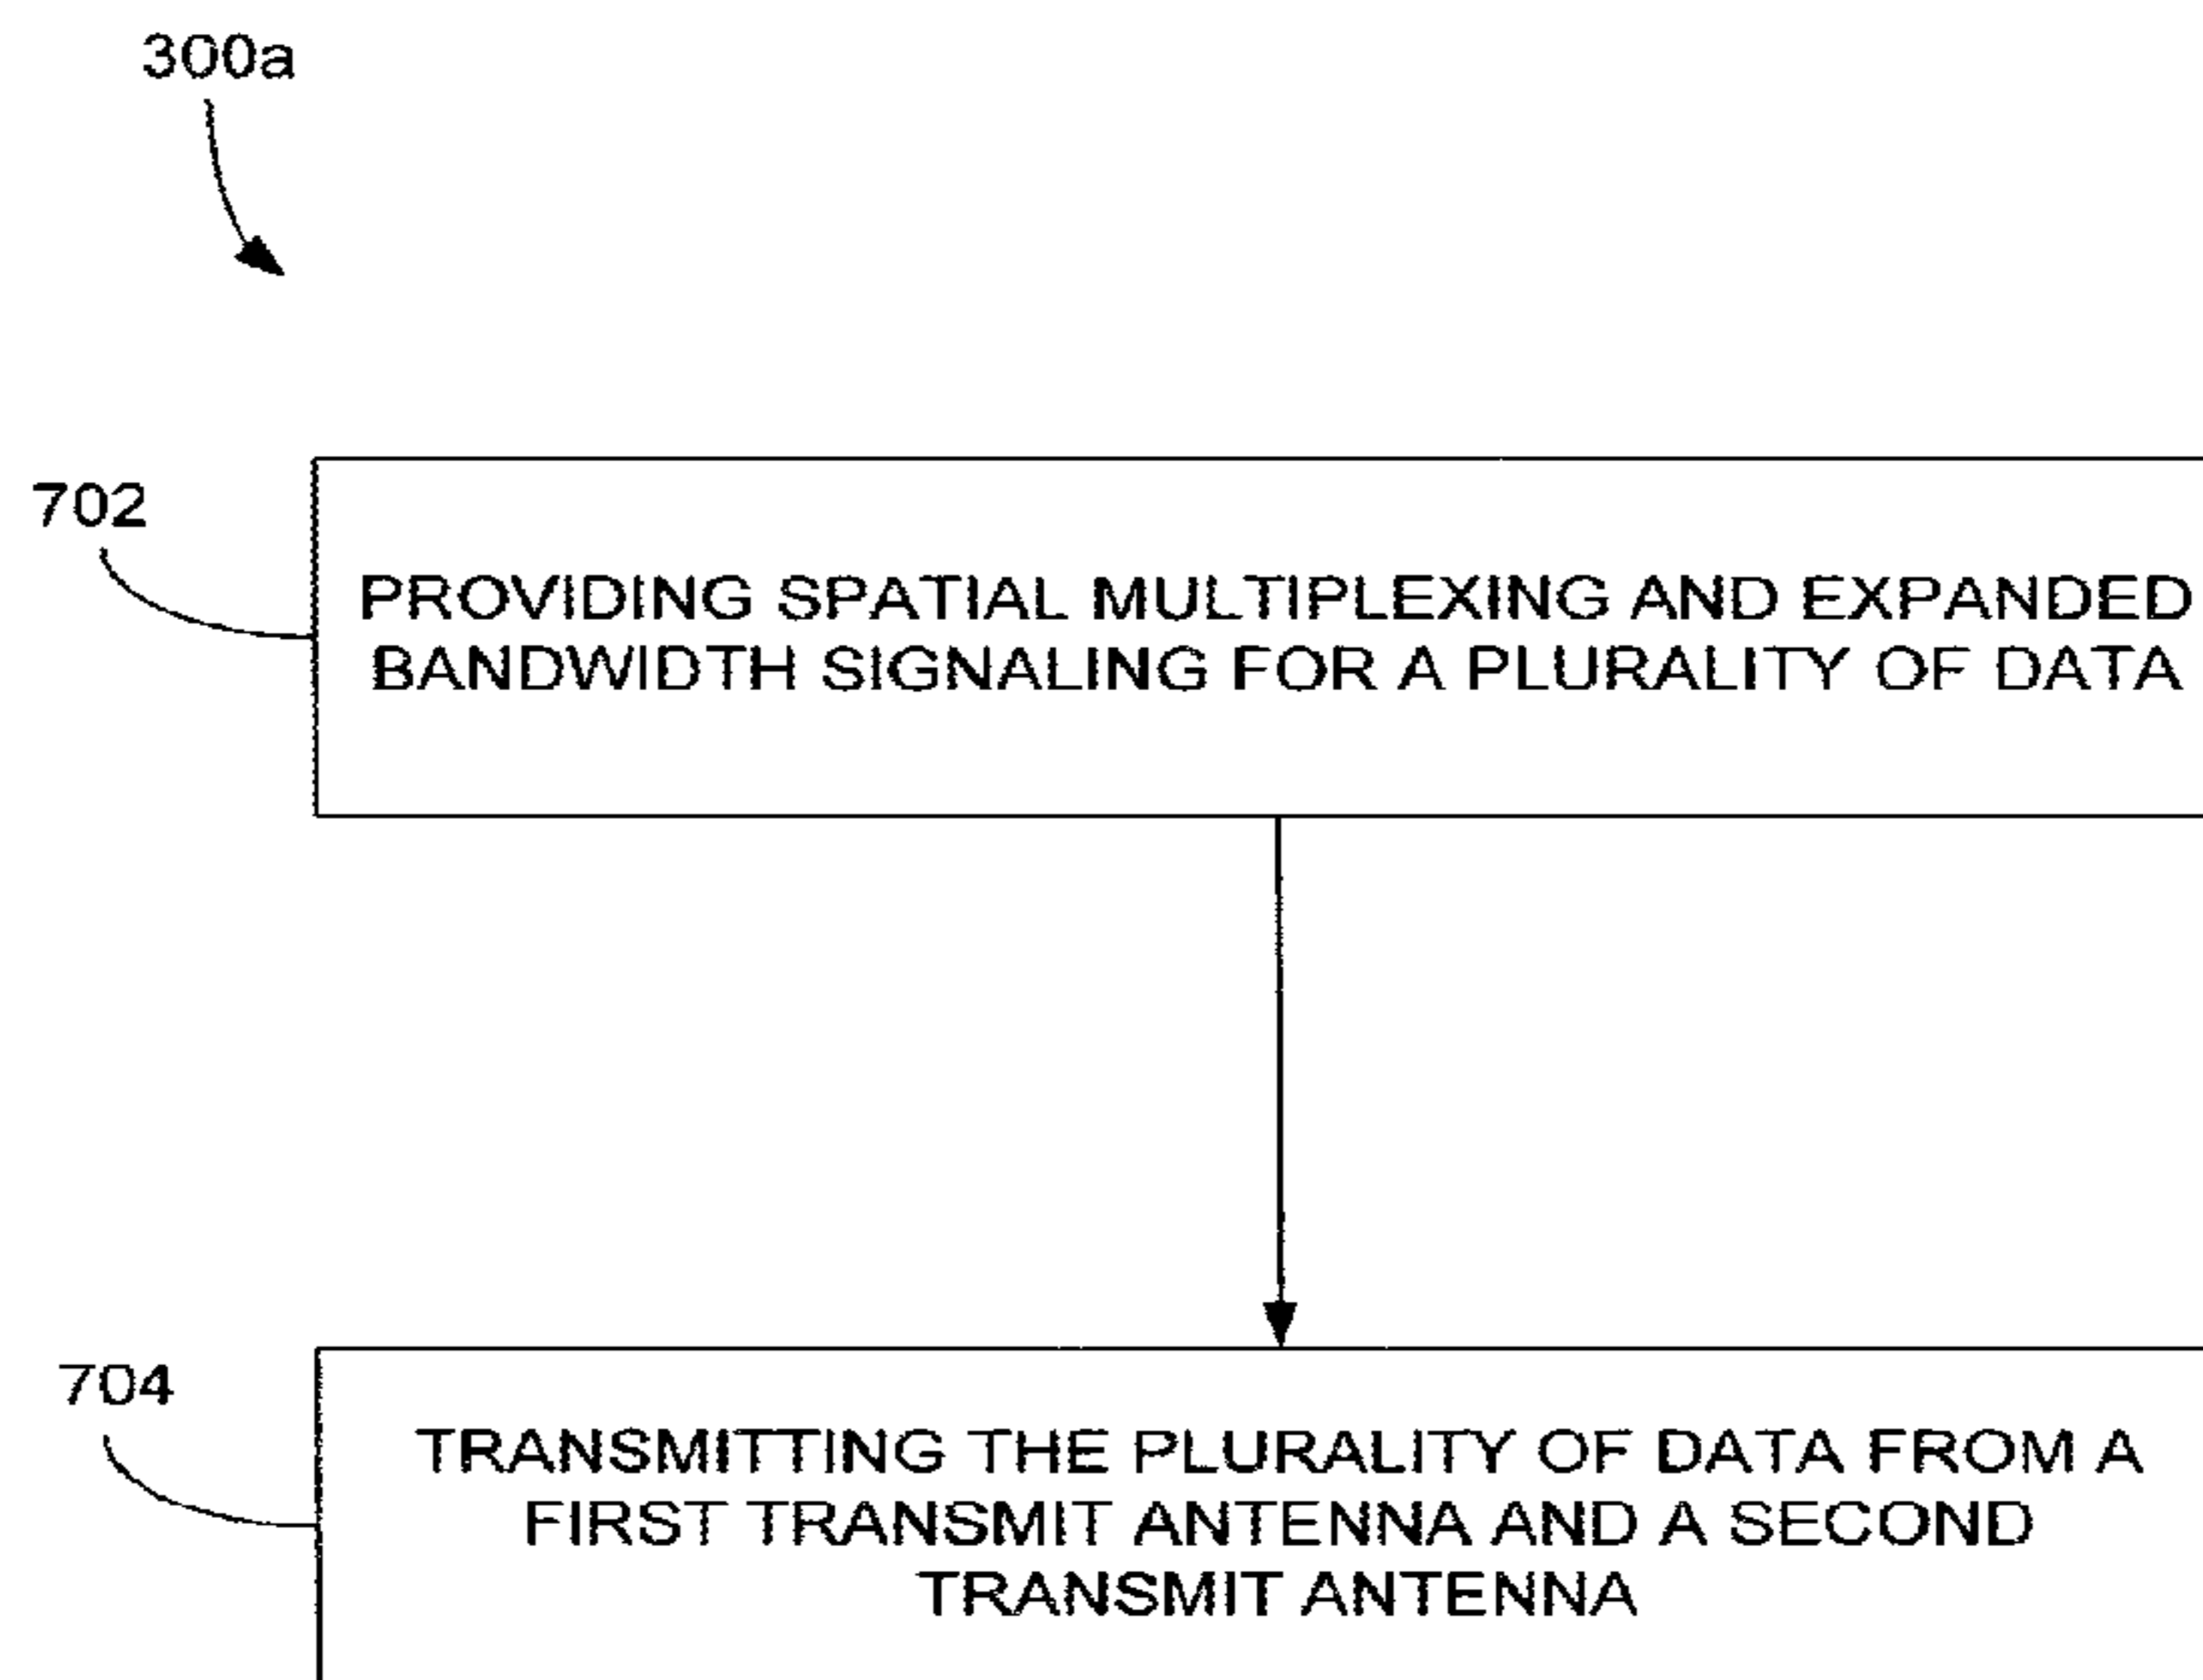 300a
702
PROVIDING SPATIAL MULTIPLEXING AND EXPANDED
BANDWIDTH SIGNALING FOR A PLURALITY OF DATA
704
TRANSMITTING THE PLURALITY OF DATA FROM A
FIRST TRANSMIT ANTENNA AND A SECOND
TRANSMIT ANTENNA